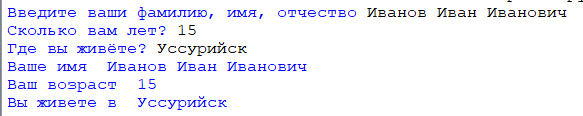 Введите ваши фамилию, имя, отчество Иванов Иван Иванович
Сколько вам лет? 15
Где вы живёте? Уссурийск
Ваше имя  Иванов Иван Иванович
Ваш возраст  15
Вы живете в  Уссурийск